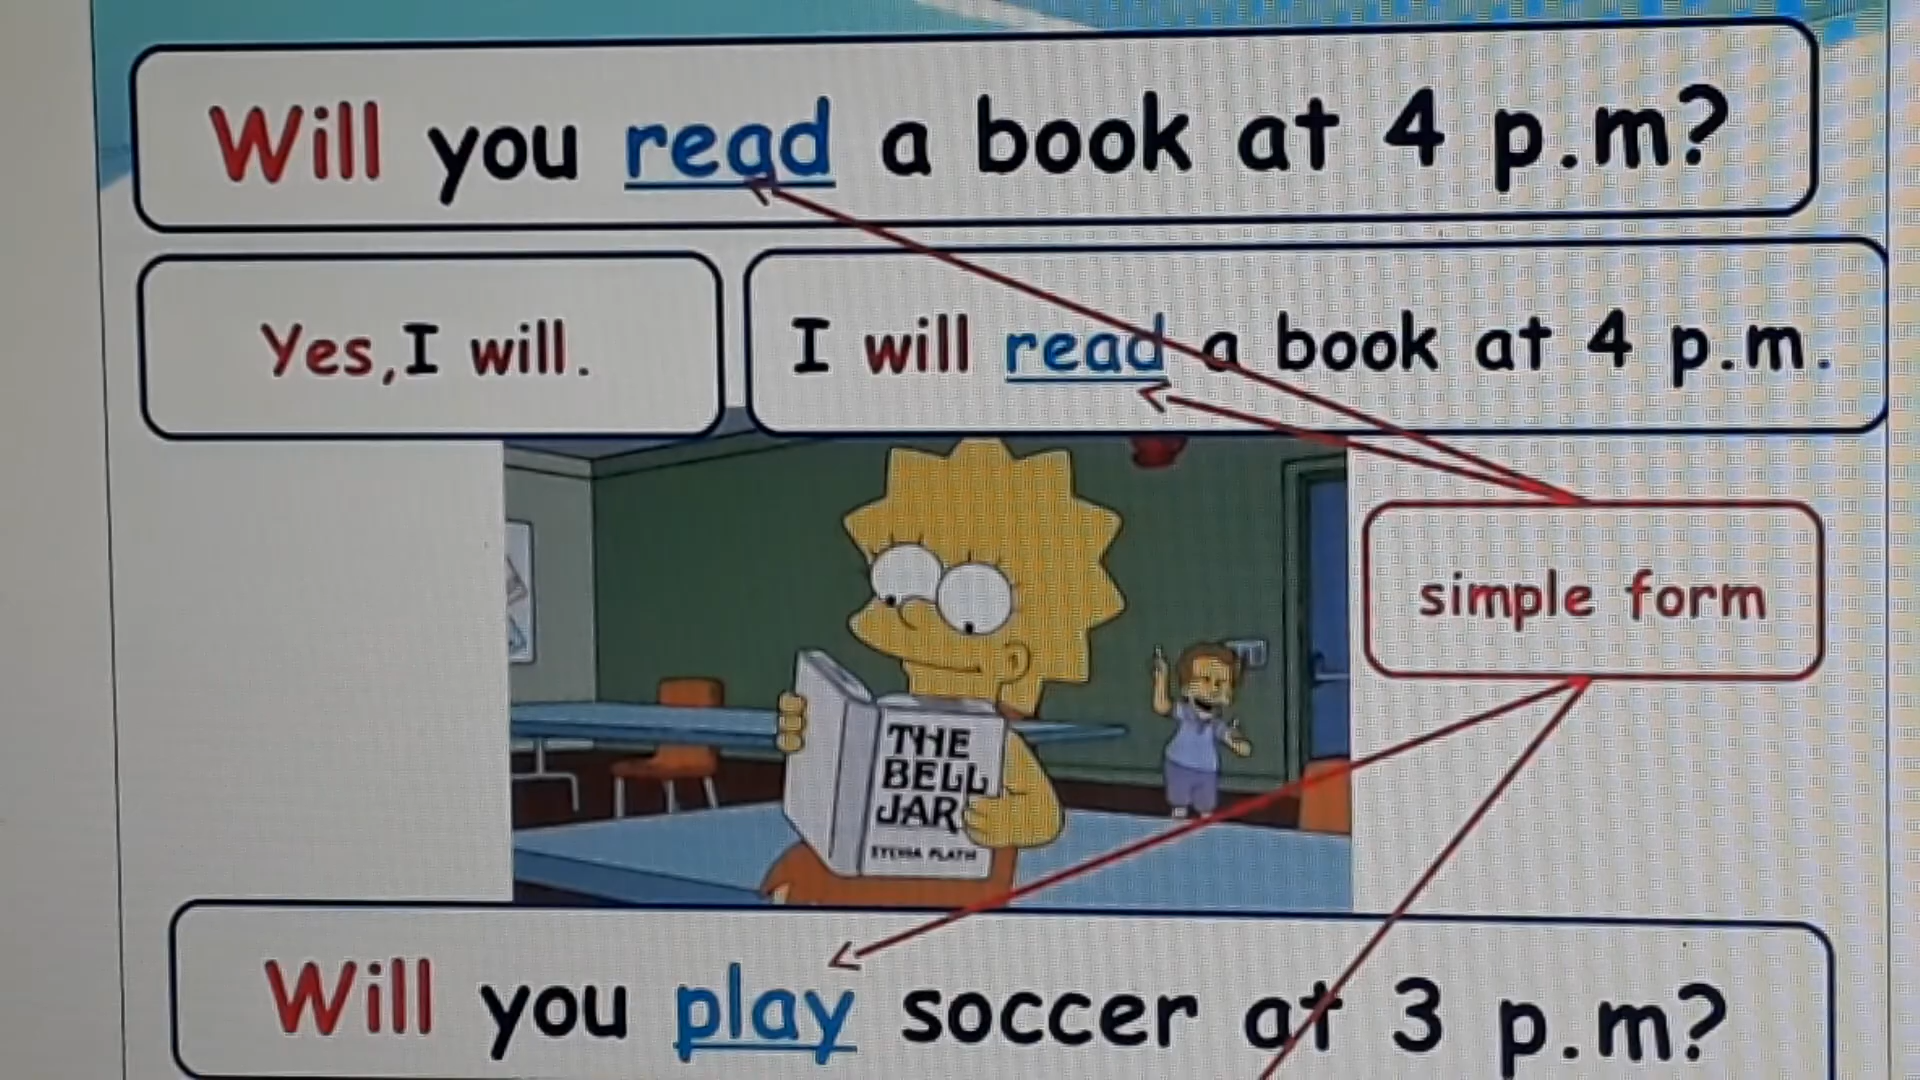 Will you read a book at 4 p.m?
Yes,I will.
I will read a book at 4 p.m.
simple form
THE
BELL
JAR
SYLVIA PLATH
Will you play soccer at 3 p.m?